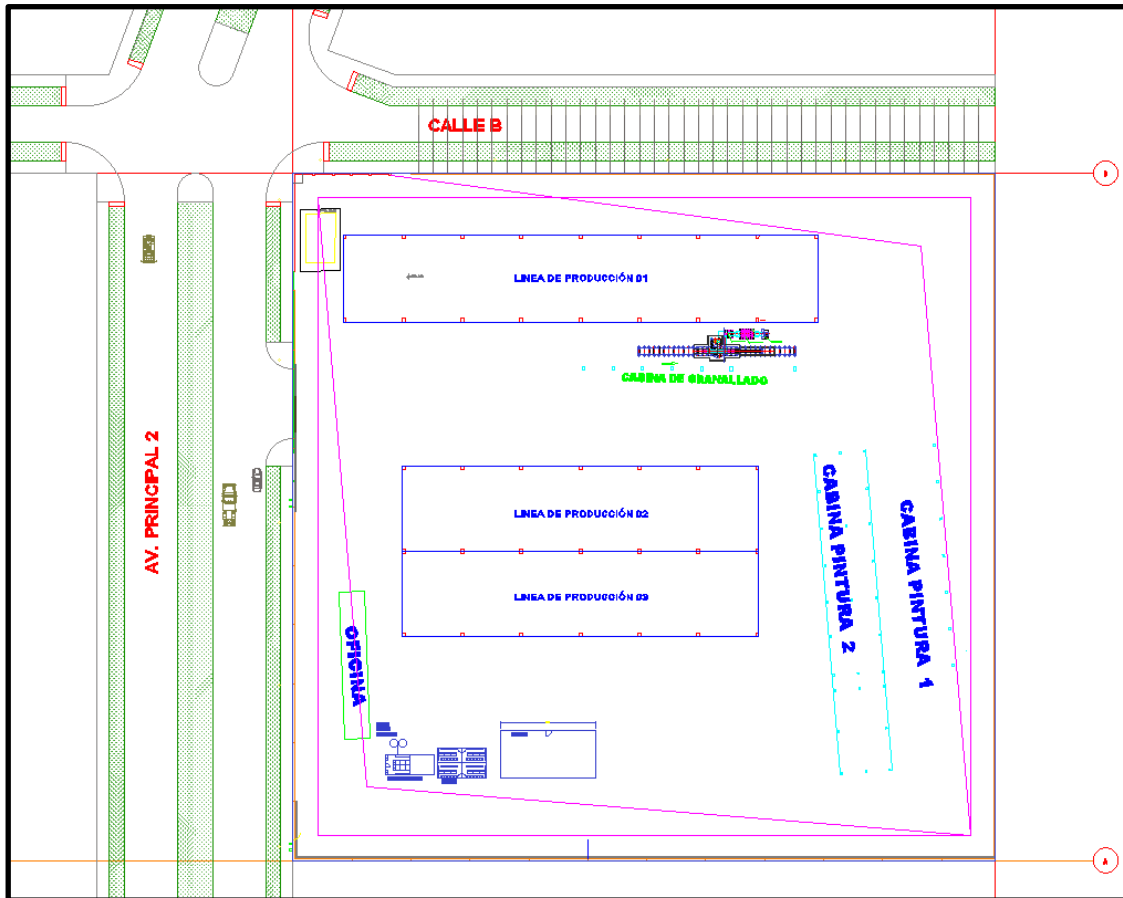 CALLE B
LINEA DE PRODUCCIÓN 01
CABINA DE GRANALLADO
AV. PRINCIPAL 2
LINEA DE PRODUCCIÓN 02
LINEA DE PRODUCCIÓN 03
CABINA PINTURA 2
CABINA PINTURA 1
OFICINA
A